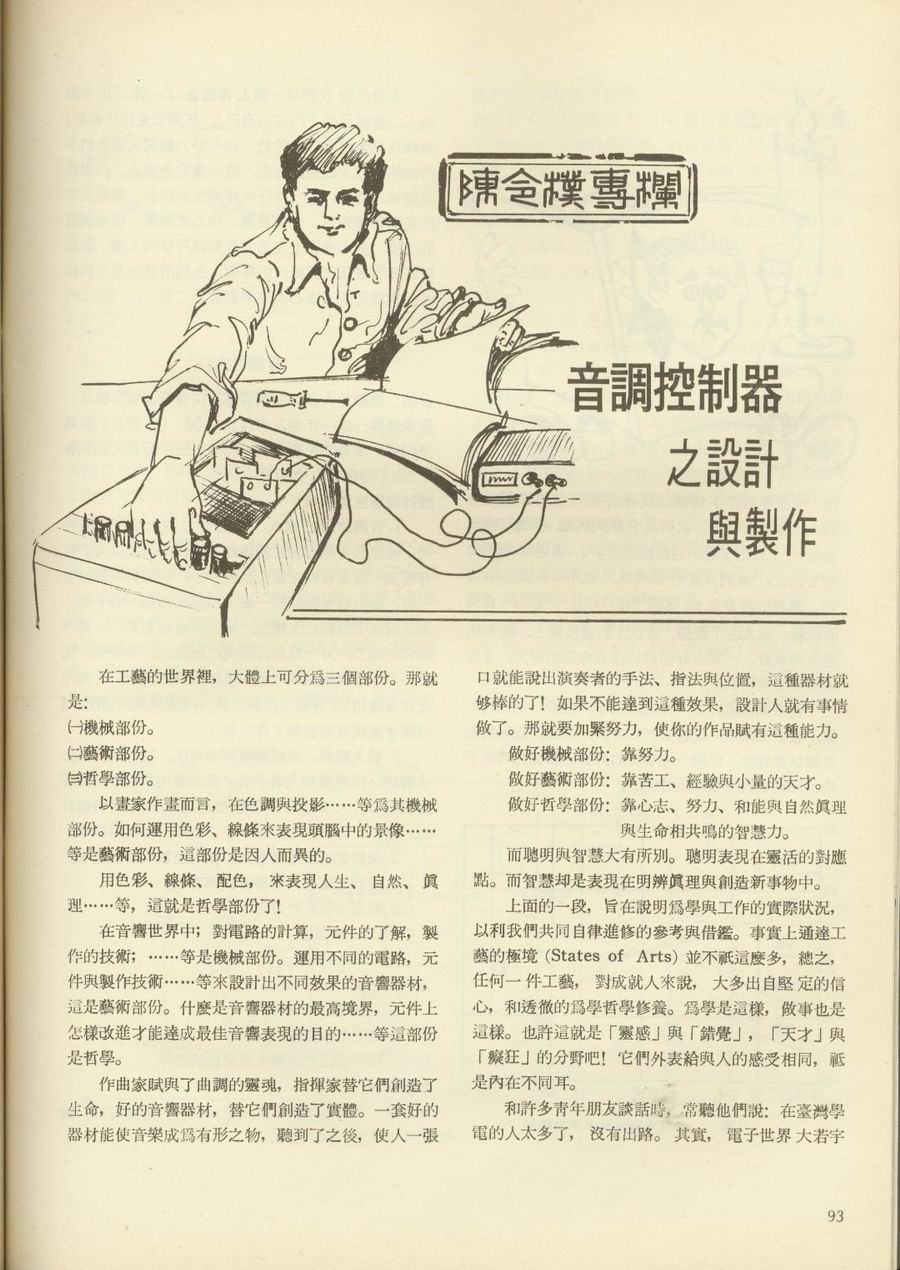 陳令樸專欄
音調控制器
之設計
與製作
在工藝的世界裡，大體上可分爲三個部份。那就
是：
㈠機械部份。
㈡藝術部份。
㈢哲學部份。
以畫家作畫而言，在色調與投影……等爲其機械
部份。如何運用色彩、線條來表現頭腦中的景像……
等是藝術部份，這部份是因人而異的。
用色彩、線條、配色，來表現人生、自然、眞
理……等，這就是哲學部份了！
在音響世界中；對電路的計算，元件的了解，製
作的技術；……等是機械部份。運用不同的電路，元
件與製作技術……等來設計出不同效果的音響器材，
這是藝術部份。什麽是音響器材的最高境界，元件上
怎樣改進才能達成最佳音響表現的目的……等這部份
是哲學。
作曲家賦與了曲調的靈魂，指揮家替它們創造了
生命，好的音響器材，替它們創造了實體。一套好的
器材能使音樂成爲有形之物，聽到了之後，使人一張
口就能說出演奏者的手法、指法與位置，這種器材就
够棒的了！如果不能達到這種效果，設計人就有事情
做了。那就要加緊努力，使你的作品賦有這種能力。
做好機械部份：靠努力。
做好藝術部份：靠苦工、經驗與小量的天才。
做好哲學部份：靠心志、努力、和能與自然眞理
與生命相共鳴的智慧力。
而聰明與智慧大有所別。聰明表現在靈活的對應
點。而智慧却是表現在明辨眞理與創造新事物中。
上面的一段，旨在說明爲學與工作的實際狀況，
以利我們共同自律進修的參考與借鑑。事實上通達工
藝的極境 (States of Arts) 並不祇這麽多，總之，
任何一件工藝，對成就人來說，大多出自堅定的信
心，和透徹的爲學哲學修養。爲學是這樣，做事也是
這樣。也許這就是「靈感」與「錯覺」，「天才」與
「癡狂」的分野吧！它們外表給與人的感受相同，祗
是內在不同耳。
和許多靑年朋友談話時，常聽他們說：在臺灣學
電的人太多了，沒有出路。其實，電子世界大若宇
93